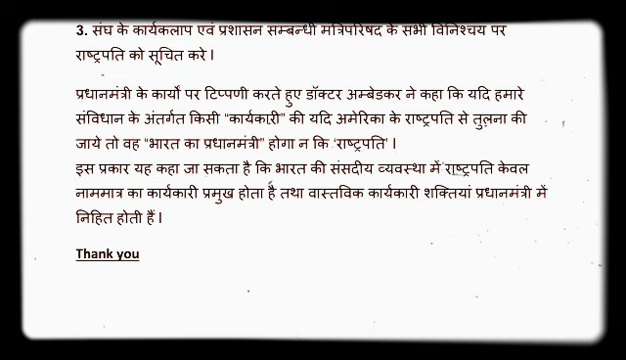 3. संघ के कार्यकलाप एवं प्रशासन सम्बन्धी मंत्रिपरिषद के सभी विनिश्चय पर
राष्ट्रपति को सूचित करे ।
प्रधानमंत्री के कार्यो पर टिप्पणी करते हुए डॉक्टर अम्बेडकर ने कहा कि यदि हमारे
संविधान के अंतर्गत किसी “कार्यकारी” की यदि अमेरिका के राष्ट्रपति से तुलना की
जाये तो वह “भारत का प्रधानमंत्री” होगा न कि ‘राष्ट्रपति’ ।
इस प्रकार यह कहा जा सकता है कि भारत की संसदीय व्यवस्था में राष्ट्रपति केवल
नाममात्र का कार्यकारी प्रमुख होता है तथा वास्तविक कार्यकारी शक्तियां प्रधानमंत्री में
निहित होती हैं ।
Thank you